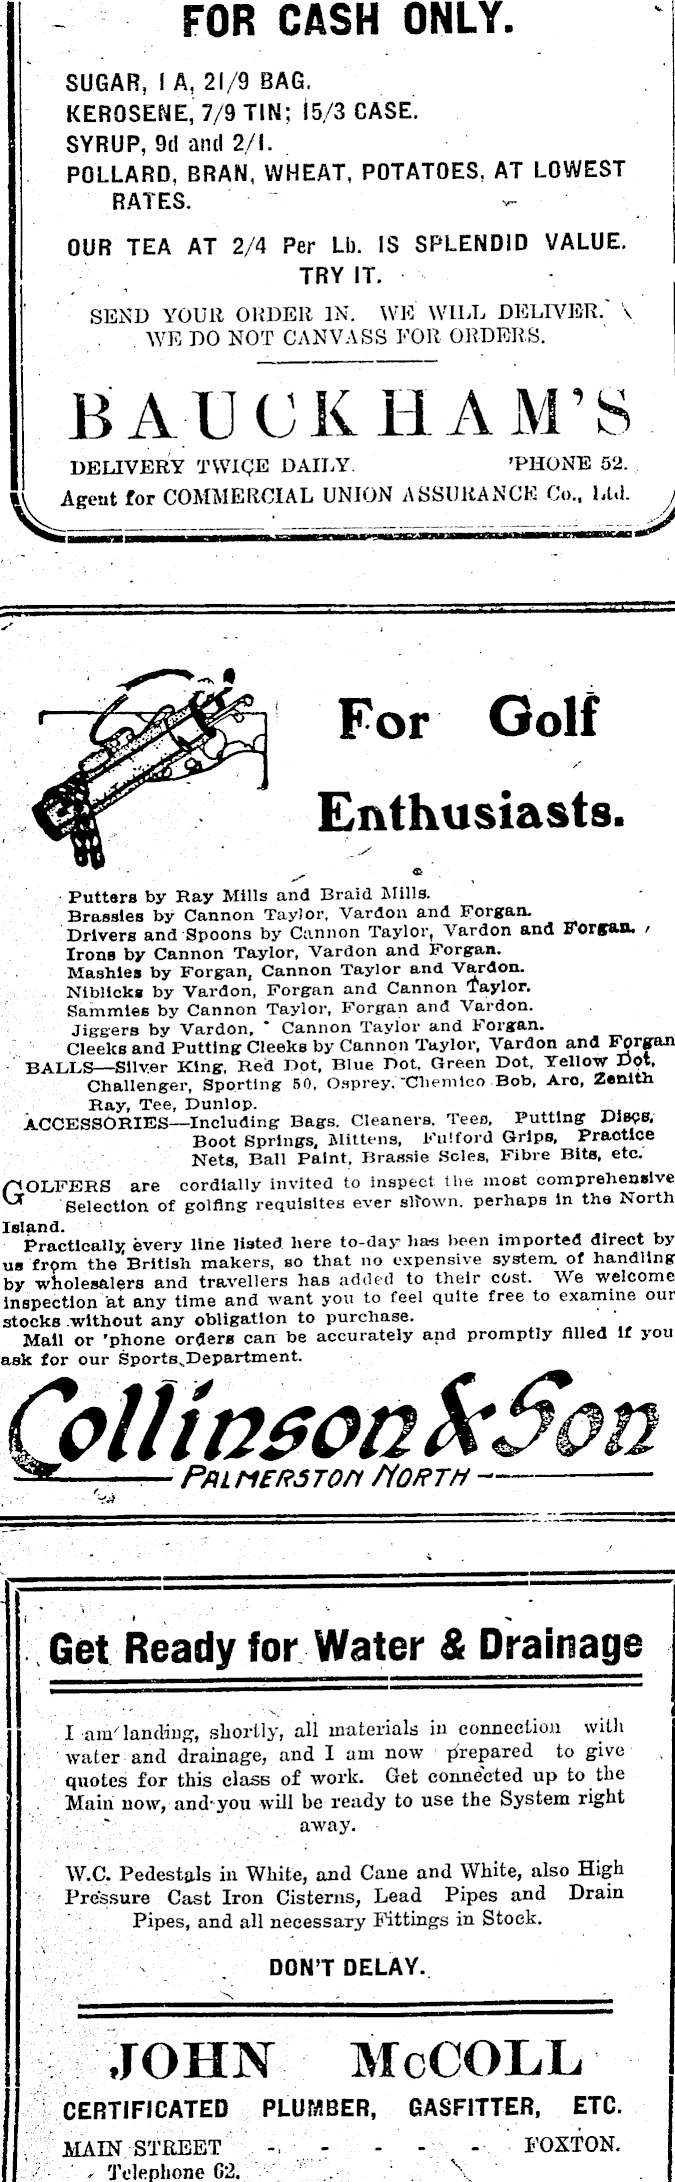 FOR CASH ONLY.
SUGAR, 1 A, 21/9 BAG.
KEROSENE, 7/9 TIN; 15/3 CASE.
SYRUP, 9d and 2/1.
POLLARD, BRAN, WHEAT, POTATOES, AT LOWEST
RATES.
OUR TEA AT 2/4 Per Lb. IS SPLENDID VALUE.
TRY IT.
SEND YOUR ORDER IN. WE WILL DELIVER.
WE DO NOT CANVASS FOR ORDERS.
BAUCKHAM'S
DELIVERY TWICE DAILY. 'PHONE 52.
Agent for COMMERCIAL UNION ASSURANCE Co., Ltd.
For Golf
Enthusiasts.
Putters by Ray Mills and Braid Mills.
Brassies by Cannon Taylor, Vardon and Forgan.
Drivers and Spoons by Cannon Taylor, Vardon and Forgan.
Irons by Cannon Taylor, Vardon and Forgan.
Mashies by Forgan, Cannon Taylor and Vardon.
Niblicks by Vardon, Forgan and Cannon Taylor.
Sammies by Cannon Taylor, Forgan and Vardon.
Jiggers by Vardon, Cannon Taylor and Forgan.
Cleeks and Putting Cleeks by Cannon Taylor, Vardon and Forgan
BALLS—Silver King, Red Dot, Blue Dot, Green Dot, Yellow Dot,
Challenger, Sporting 50, Osprey, Chemico Bob, Arc, Zenith
Ray, Tee, Dunlop.
ACCESSORIES—Including Bags, Cleaners, Tees, Putting Discs,
Boot Springs, Mittens, Fulford Grips, Practice
Nets, Ball Paint, Brassie Soles, Fibre Bits, etc.
GOLFERS are cordially invited to inspect the most comprehensive
Selection of golfing requisites ever shown, perhaps in the North
Island.
Practically every line listed here to-day has been imported direct by
us from the British makers, so that no expensive system of handling
by wholesalers and travellers has added to their cost. We welcome
inspection at any time and want you to feel quite free to examine our
stocks without any obligation to purchase.
Mail or 'phone orders can be accurately and promptly filled if you
ask for our Sports Department.
Collinson & Son
PALMERSTON NORTH
Get Ready for Water & Drainage
I am landing, shortly, all materials in connection with
water and drainage, and I am now prepared to give
quotes for this class of work. Get connected up to the
Main now, and you will be ready to use the System right
away.
W.C. Pedestals in White, and Cane and White, also High
Pressure Cast Iron Cisterns, Lead Pipes and Drain
Pipes, and all necessary Fittings in Stock.
DON'T DELAY.
JOHN McCOLL
CERTIFICATED PLUMBER, GASFITTER, ETC.
MAIN STREET - - - - - FOXTON.
Telephone 62.